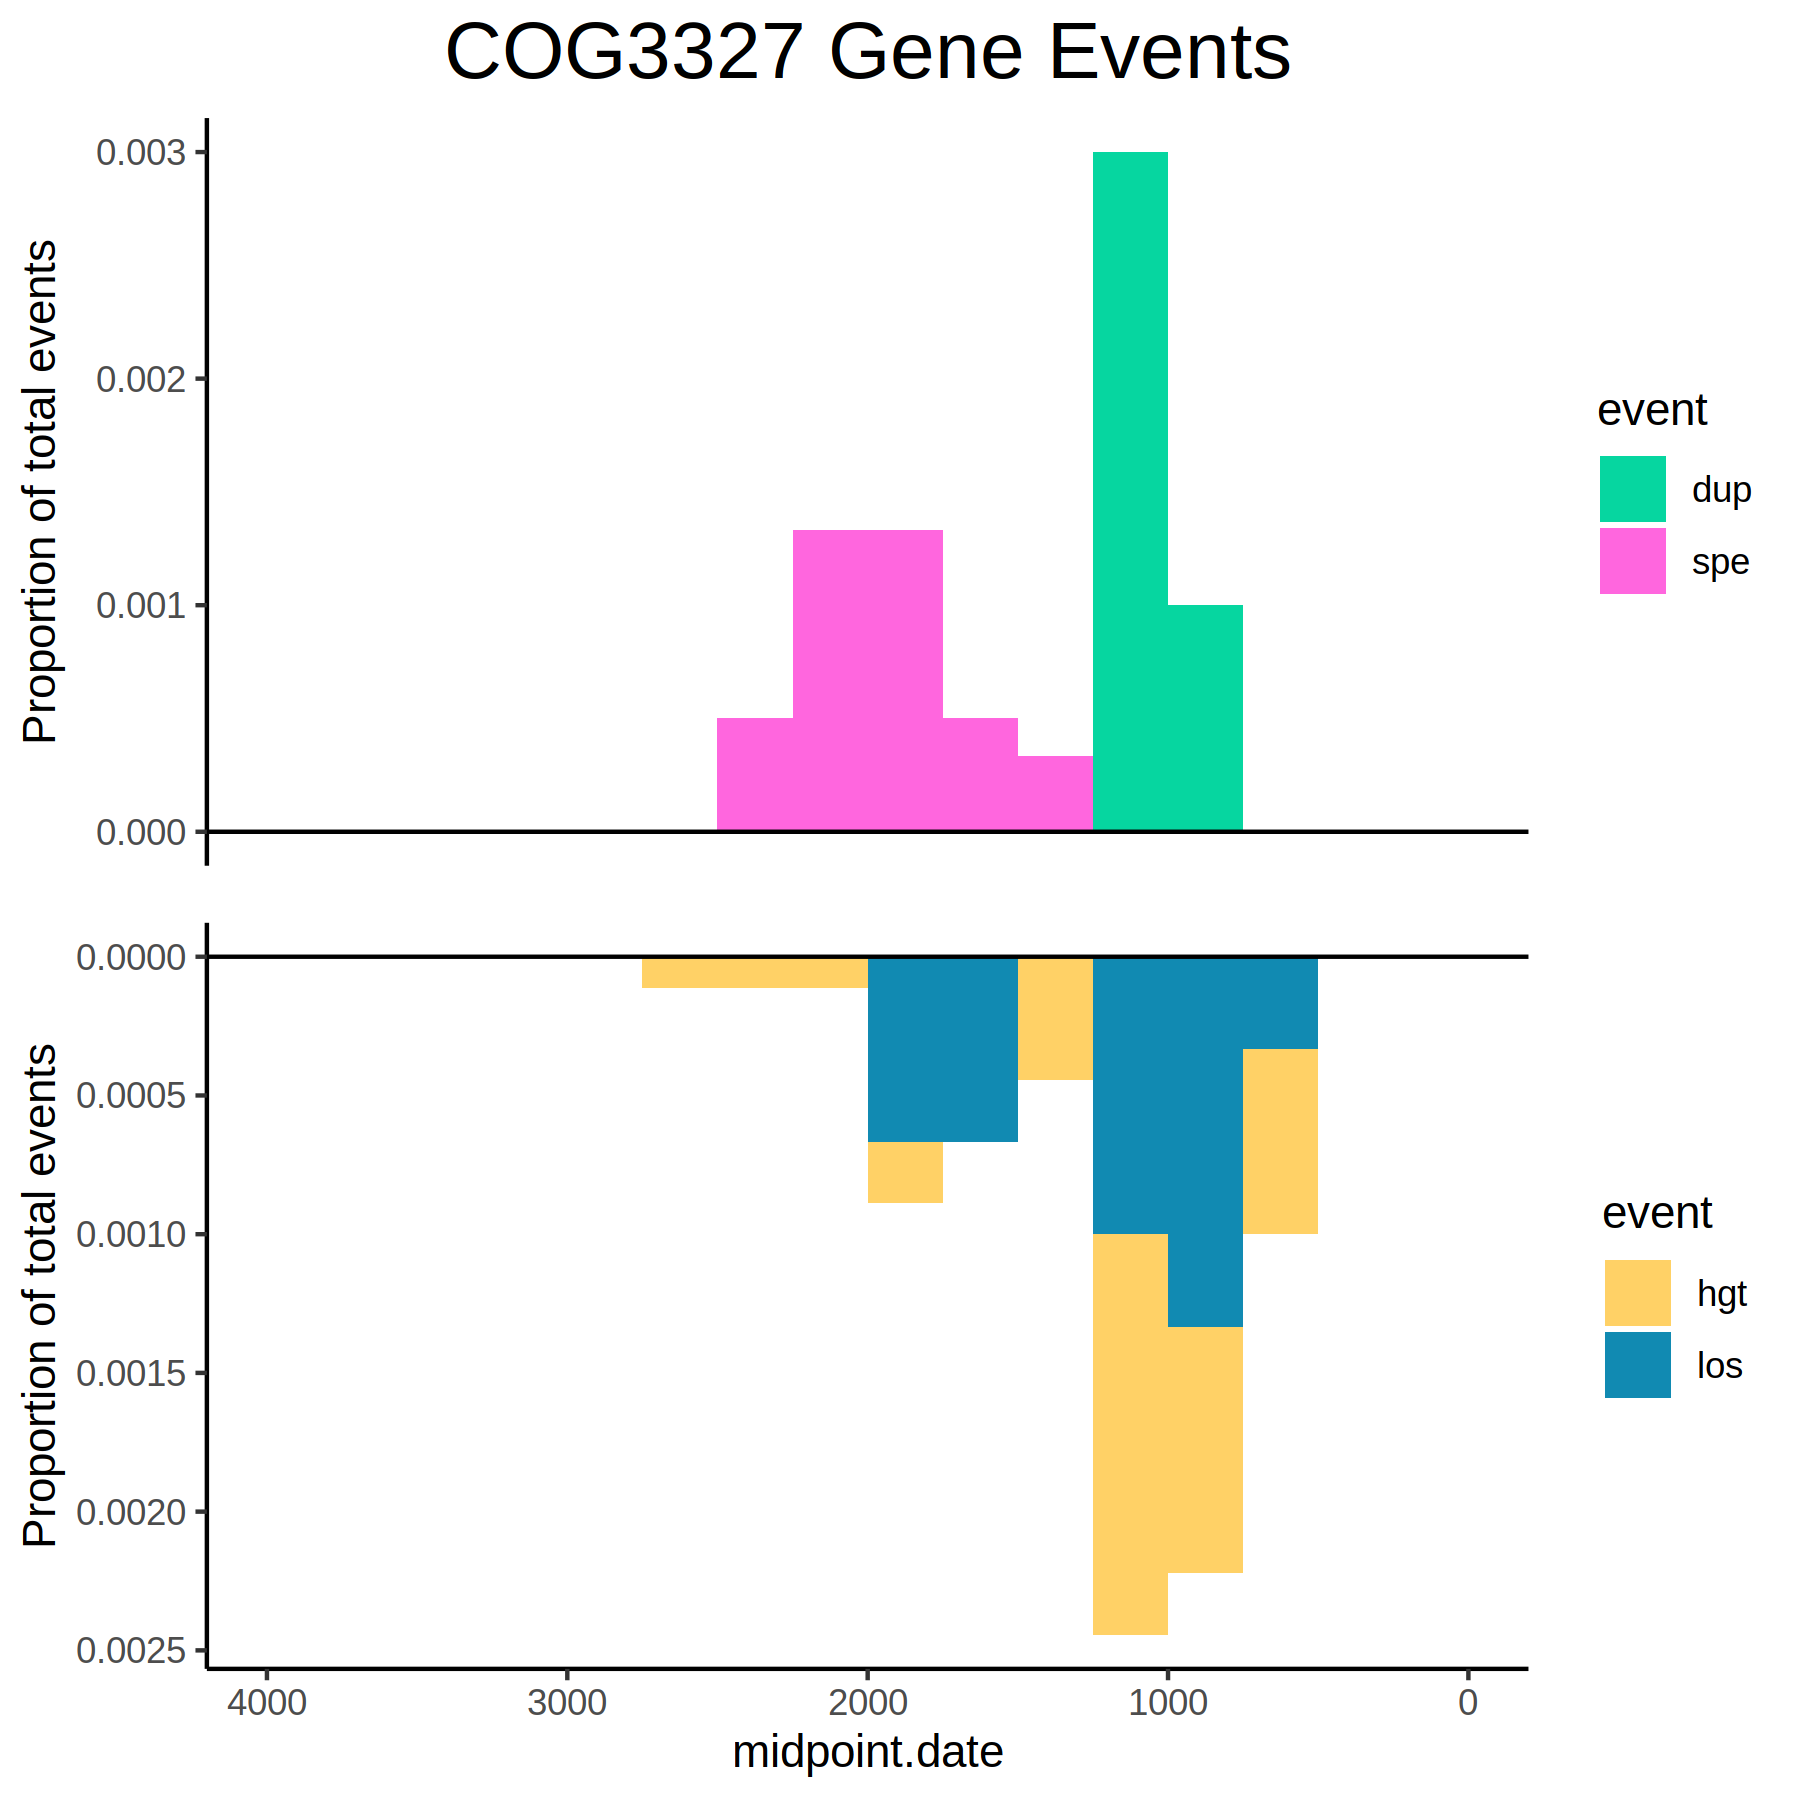 COG3327 Gene Events
Proportion of total events
0.003
0.002
0.001
0.000
event
dup
spe
Proportion of total events
0.0000
0.0005
0.0010
0.0015
0.0020
0.0025
event
hgt
los
4000 3000 2000 1000 0
midpoint.date